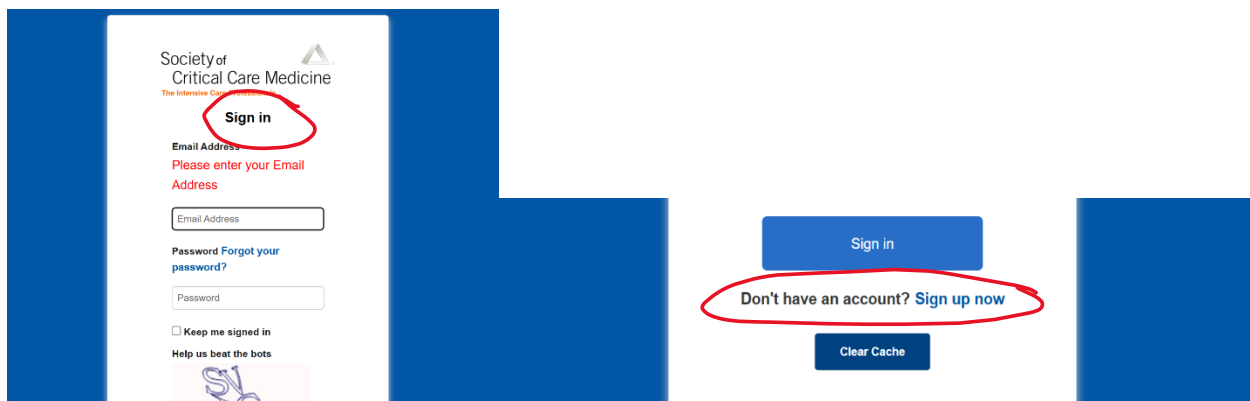 Society of
Critical Care Medicine
Sign in
Email Address
Please enter your Email
Address
Email Address
Password Forgot your
password?
Password
Keep me signed in
Help us beat the bots
Sign in
Don't have an account? Sign up now
Clear Cache